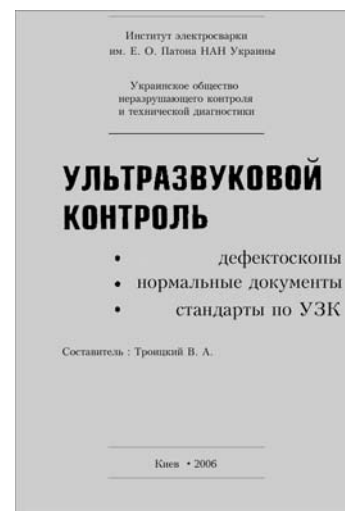 Институт электросварки
им. Е. О. Патона НАН Украины
Украинское общество
неразрушающего контроля
и технической диагностики
УЛЬТРАЗВУКОВОЙ
КОНТРОЛЬ
• дефектоскопы
• нормальные документы
• стандарты по УЗК
Составитель : Троицкий В. А.
Киев • 2006